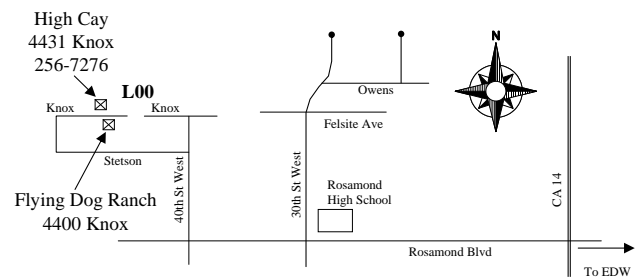 High Cay
4431 Knox
256-7276
L00
Knox
Knox
N
Owens
Felsite Ave
Stetson
40th St West
30th St West
CA 14
Flying Dog Ranch
4400 Knox
Rosamond
High School
Rosamond Blvd
To EDW